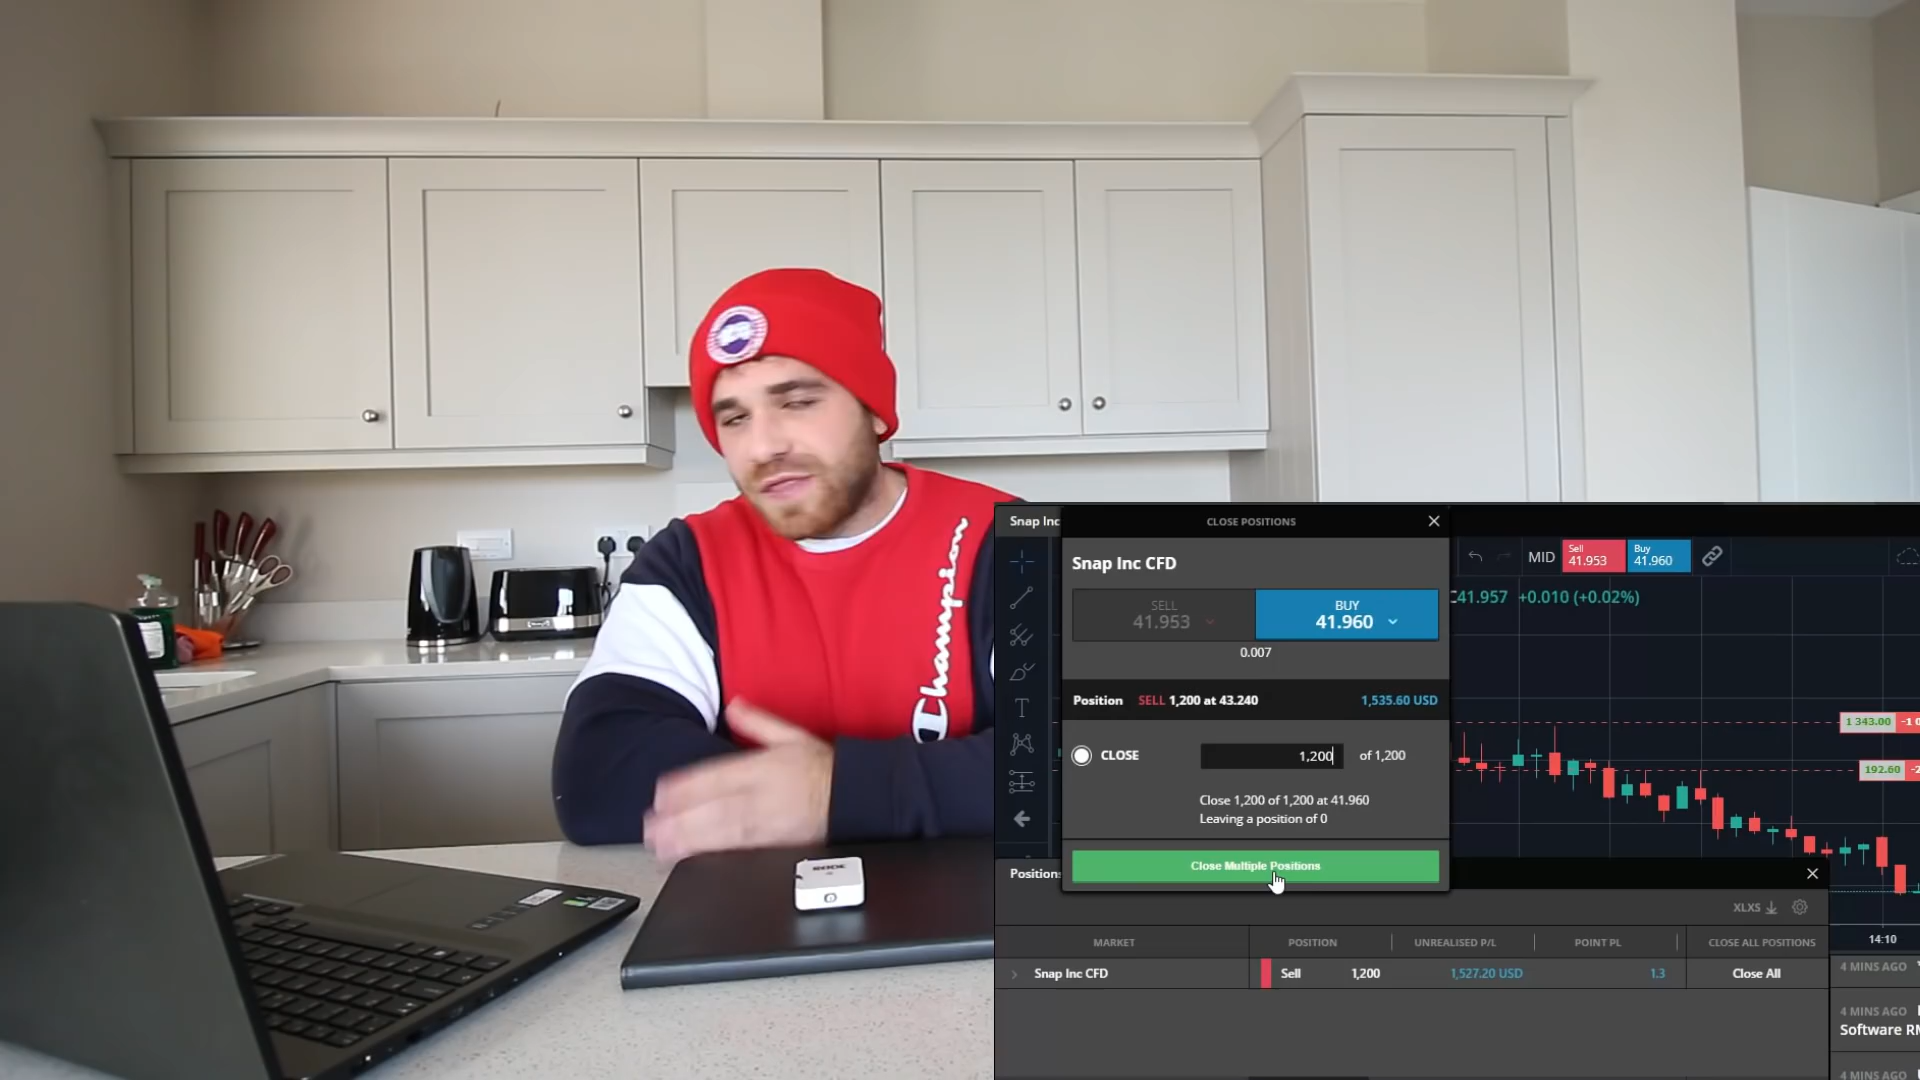 Champion
RODE
Snap Inc
CLOSE POSITIONS
Snap Inc CFD
SELL
41.953
BUY
41.960
0.007
Position SELL 1,200 at 43.240 1,535.60 USD
CLOSE 1,200 of 1,200
Close 1,200 of 1,200 at 41.960
Leaving a position of 0
Close Multiple Positions
MID
Sell
41.953
Buy
41.960
41.957 +0.010 (+0.02%)
1 343.00
192.60
14:10
Positions
XLXS
MARKET POSITION UNREALISED P/L POINT PL CLOSE ALL POSITIONS
Snap Inc CFD Sell 1,200 1,527.20 USD 1.3 Close All
4 MINS AGO
4 MINS AGO
Software RM
4 MINS AGO